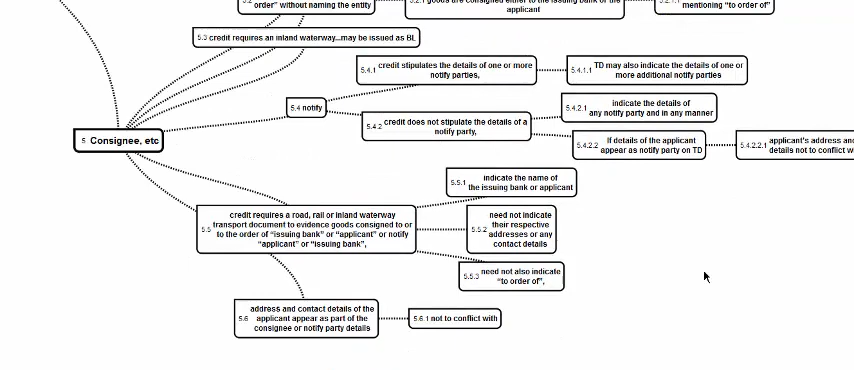 5.2
order” without naming the entity
5.2.1 goods are consigned either to the issuing bank or the
applicant
5.2.1.1
mentioning “to order of”
5.3 credit requires an inland waterway...may be issued as BL
5.4.1 credit stipulates the details of one or more
notify parties,
5.4.1.1 TD may also indicate the details of one or
more additional notify parties
5.4 notify
5.4.2 credit does not stipulate the details of a
notify party,
5.4.2.1 indicate the details of
any notify party and in any manner
5.4.2.2 If details of the applicant
appear as notify party on TD
5.4.2.2.1 applicant's address and
details not to conflict
5 Consignee, etc
5.5.1 indicate the name of
the issuing bank or applicant
5.5 credit requires a road, rail or inland waterway
transport document to evidence goods consigned to or
to the order of “issuing bank” or “applicant” or notify
“applicant” or “issuing bank”,
5.5.2 need not indicate
their respective
addresses or any
contact details
5.5.3 need not also indicate
“to order of”,
5.6 address and contact details of the
applicant appear as part of the
consignee or notify party details
5.6.1 not to conflict with